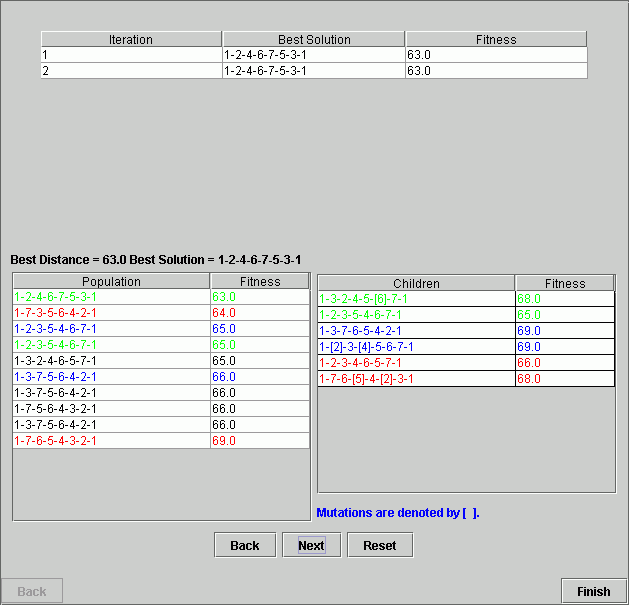 Iteration Best Solution Fitness
1 1-2-4-6-7-5-3-1 63.0
2 1-2-4-6-7-5-3-1 63.0
Best Distance = 63.0 Best Solution = 1-2-4-6-7-5-3-1
Population Fitness
1-2-4-6-7-5-3-1 63.0
1-7-3-5-6-4-2-1 64.0
1-2-3-5-4-6-7-1 65.0
1-2-3-5-4-6-7-1 65.0
1-3-2-4-6-5-7-1 65.0
1-3-7-5-6-4-2-1 66.0
1-3-7-5-6-4-2-1 66.0
1-7-5-6-4-3-2-1 66.0
1-3-7-5-6-4-2-1 66.0
1-7-6-5-4-3-2-1 69.0
Children Fitness
1-3-2-4-5-[6]-7-1 68.0
1-2-3-5-4-6-7-1 65.0
1-3-7-6-5-4-2-1 69.0
1-[2]-3-[4]-5-6-7-1 69.0
1-2-3-4-6-5-7-1 66.0
1-7-6-[5]-4-[2]-3-1 68.0
Mutations are denoted by [ ].
Back Next Reset
Back Finish